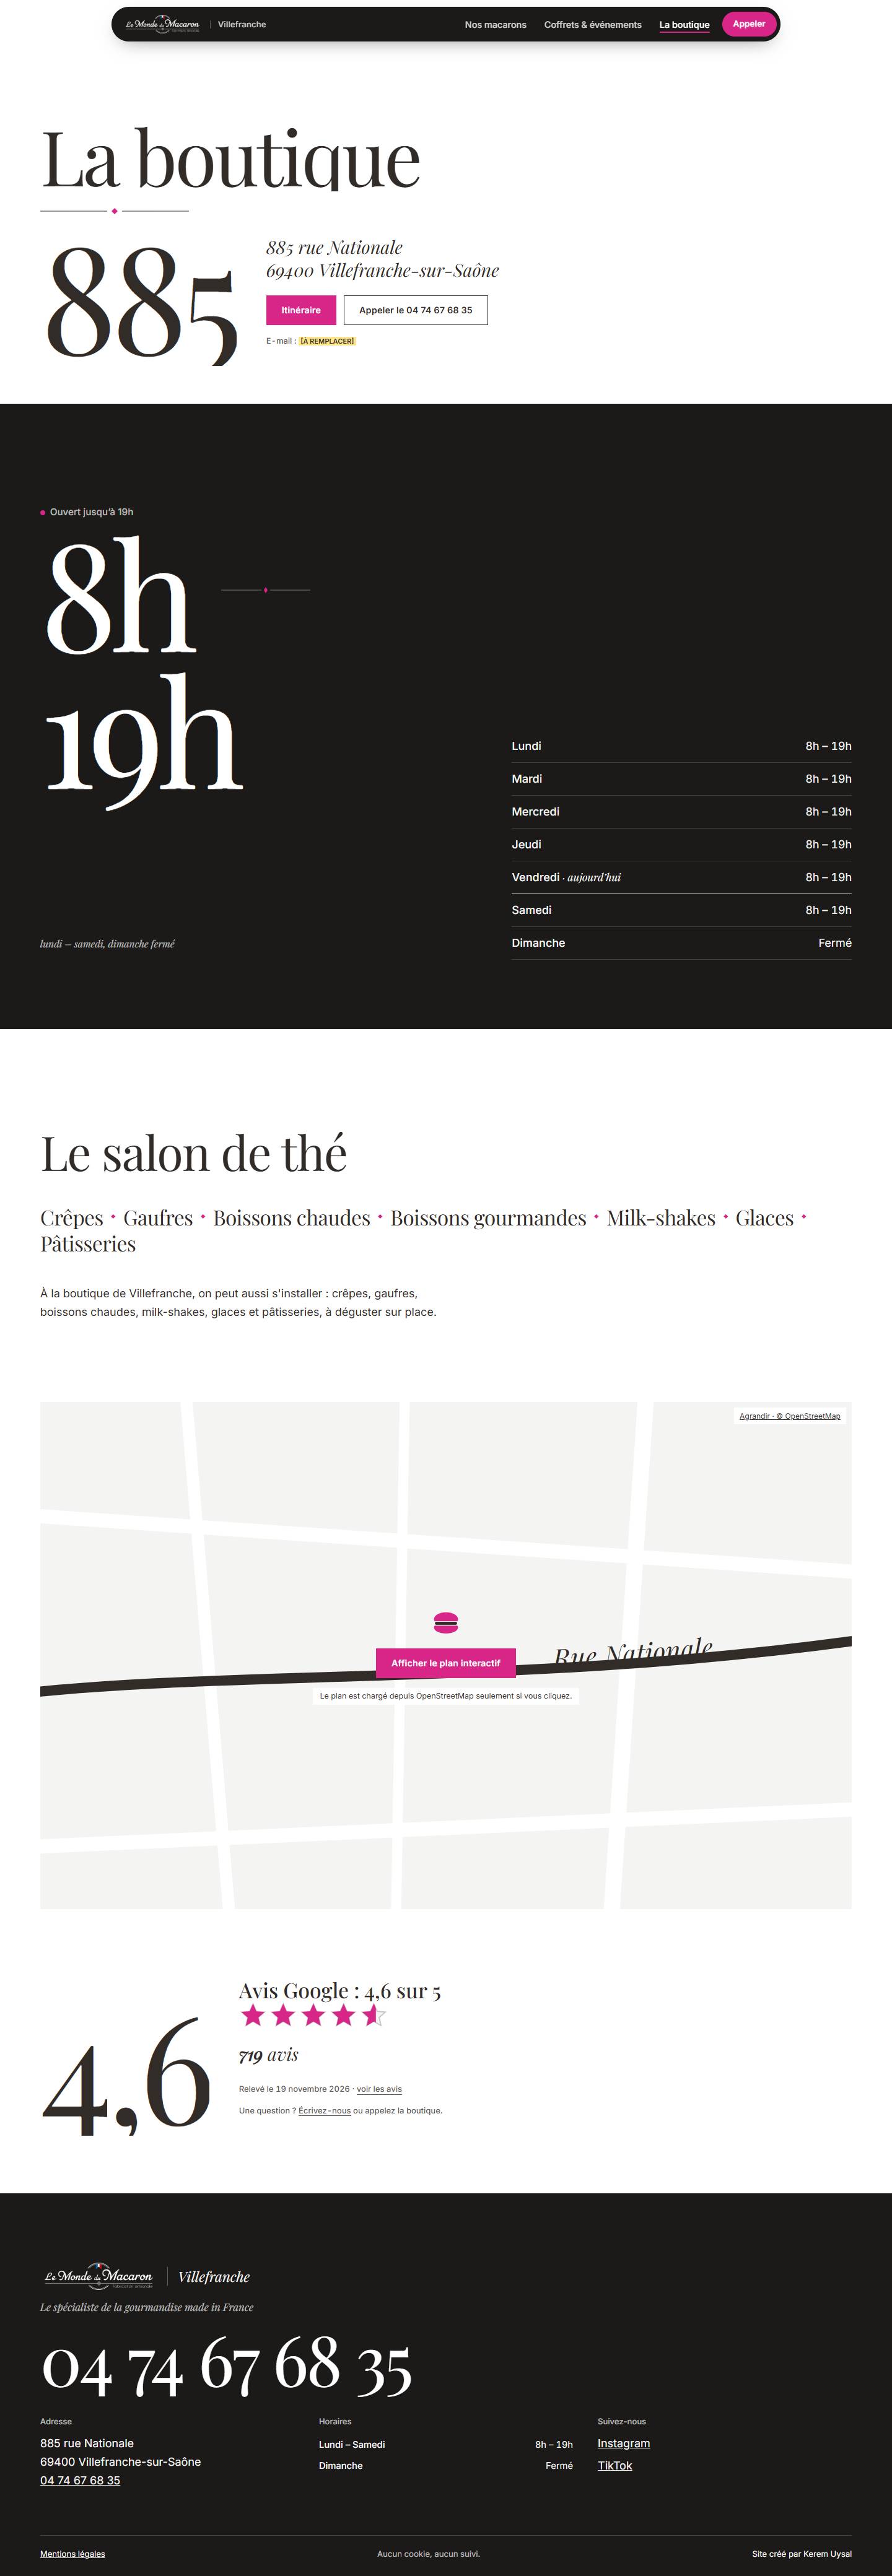 Le Monde du Macaron
Villefranche
Nos macarons
Coffrets & événements
La boutique
Appeler
La boutique
885
885 rue Nationale
69400 Villefranche-sur-Saône
Itinéraire
Appeler le 04 74 67 68 35
E-mail : [À REMPLACER]
Ouvert jusqu'à 19h
8h
19h
Lundi 8h – 19h
Mardi 8h – 19h
Mercredi 8h – 19h
Jeudi 8h – 19h
Vendredi · aujourd'hui 8h – 19h
Samedi 8h – 19h
Dimanche Fermé
lundi – samedi, dimanche fermé
Le salon de thé
Crêpes Gaufres Boissons chaudes Boissons gourmandes Milk-shakes Glaces
Pâtisseries
À la boutique de Villefranche, on peut aussi s'installer : crêpes, gaufres,
boissons chaudes, milk-shakes, glaces et pâtisseries, à déguster sur place.
Agrandir · © OpenStreetMap
Rue Nationale
Afficher le plan interactif
Le plan est chargé depuis OpenStreetMap seulement si vous cliquez.
4,6
Avis Google : 4,6 sur 5
719 avis
Relevé le 19 novembre 2026 · voir les avis
Une question ? Écrivez-nous ou appelez la boutique.
Le Monde du Macaron
Villefranche
Le spécialiste de la gourmandise made in France
04 74 67 68 35
Adresse
885 rue Nationale
69400 Villefranche-sur-Saône
04 74 67 68 35
Horaires
Lundi – Samedi 8h – 19h
Dimanche Fermé
Suivez-nous
Instagram
TikTok
Mentions légales
Aucun cookie, aucun suivi.
Site créé par Kerem Uysal